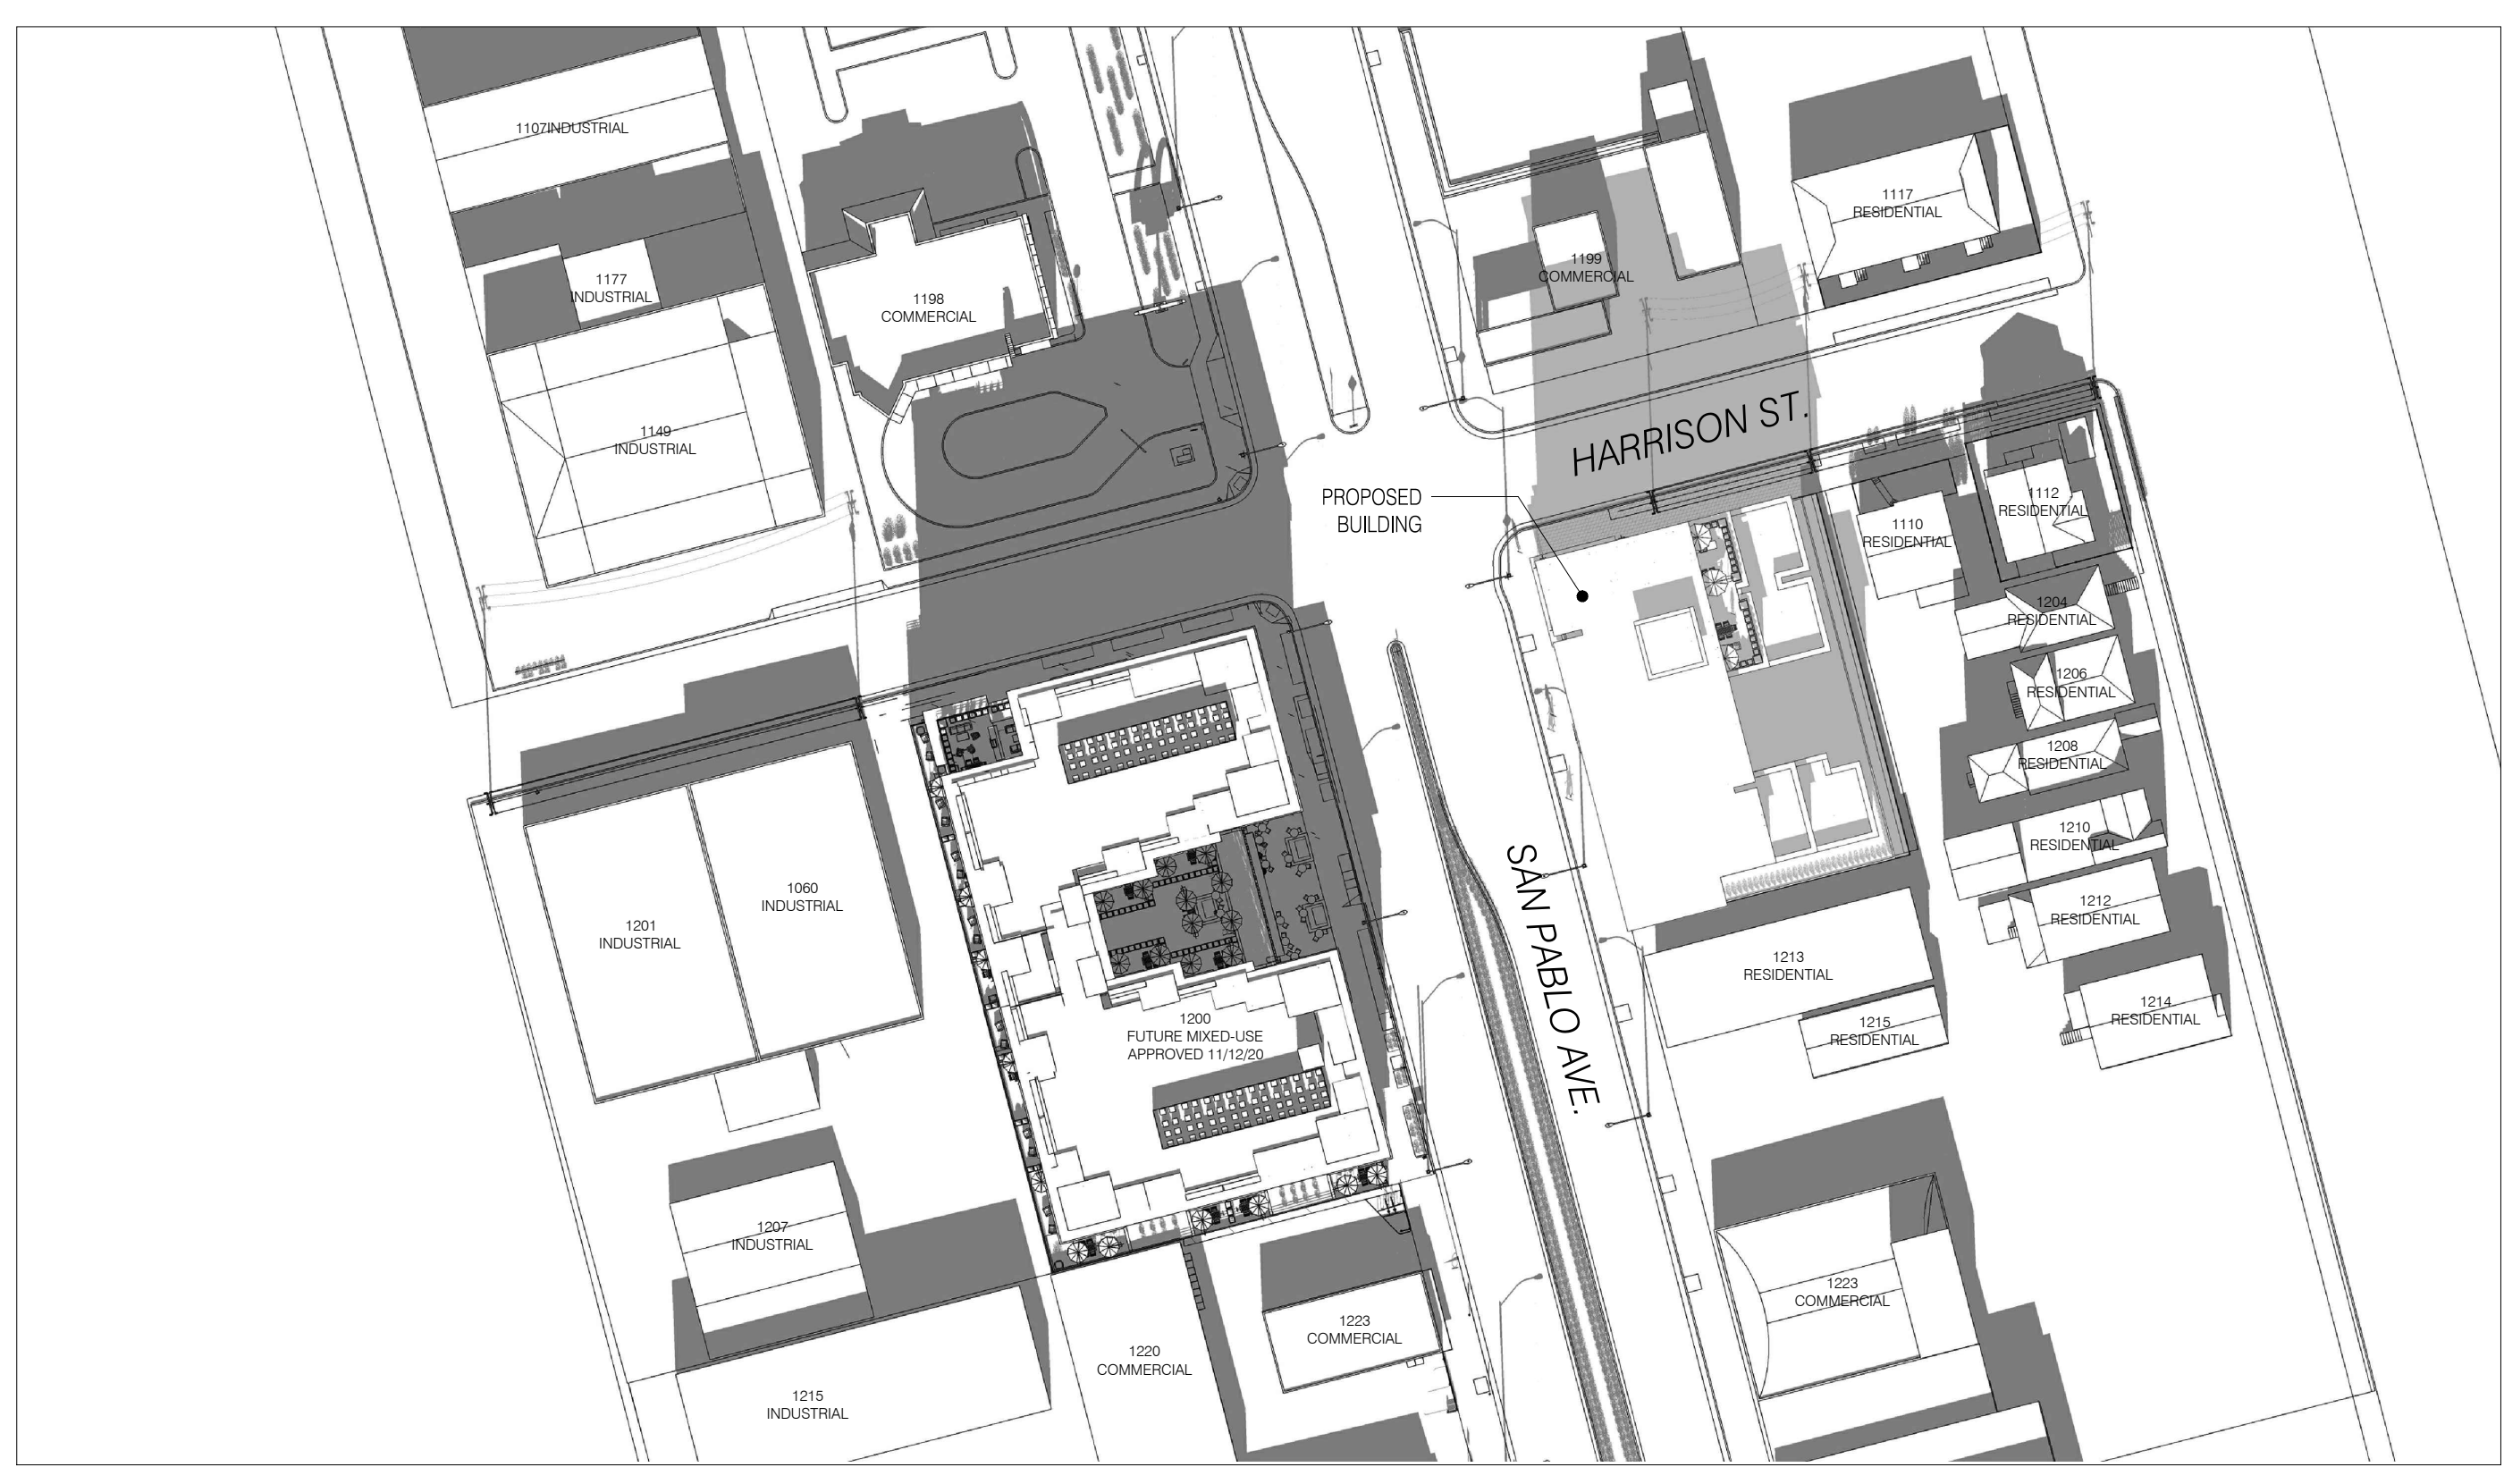 1107INDUSTRIAL
1117
RESIDENTIAL
1199
COMMERCIAL
1177
INDUSTRIAL
1198
COMMERCIAL
1149
INDUSTRIAL
HARRISON ST.
PROPOSED
BUILDING
1112
RESIDENTIAL
1110
RESIDENTIAL
1204
RESIDENTIAL
1206
RESIDENTIAL
1208
RESIDENTIAL
1210
RESIDENTIAL
1212
RESIDENTIAL
1214
RESIDENTIAL
1060
INDUSTRIAL
1201
INDUSTRIAL
SAN PABLO AVE.
1213
RESIDENTIAL
1215
RESIDENTIAL
1200
FUTURE MIXED-USE
APPROVED 11/12/20
1207
INDUSTRIAL
1223
COMMERCIAL
1223
COMMERCIAL
1220
COMMERCIAL
1215
INDUSTRIAL